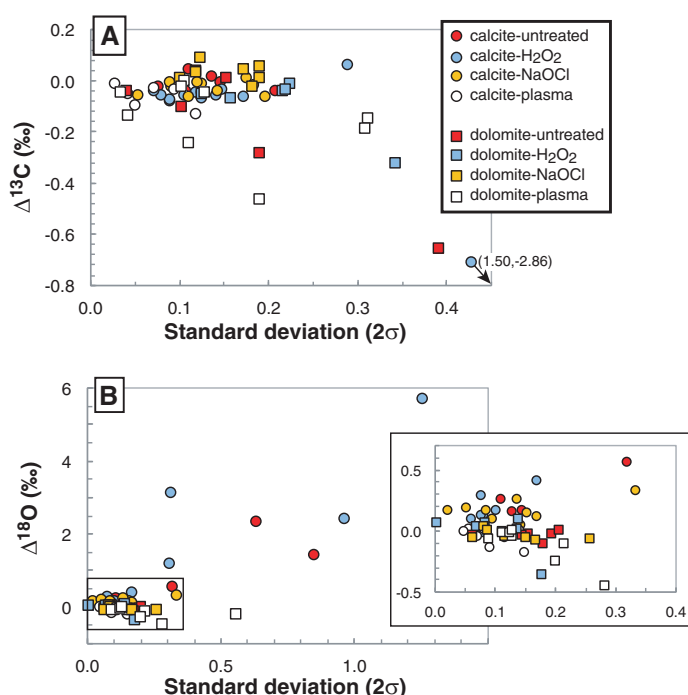 A
0.2
0.0
-0.2
-0.4
-0.6
-0.8
Δ13C (‰)
0.0 0.1 0.2 0.3 0.4
Standard deviation (2σ)
calcite-untreated
calcite-H2O2
calcite-NaOCl
calcite-plasma
dolomite-untreated
dolomite-H2O2
dolomite-NaOCl
dolomite-plasma
(1.50,-2.86)
B
6
4
2
0
Δ18O (‰)
0.0 0.5 1.0
Standard deviation (2σ)
0.5
0.0
-0.5
0.0 0.1 0.2 0.3 0.4